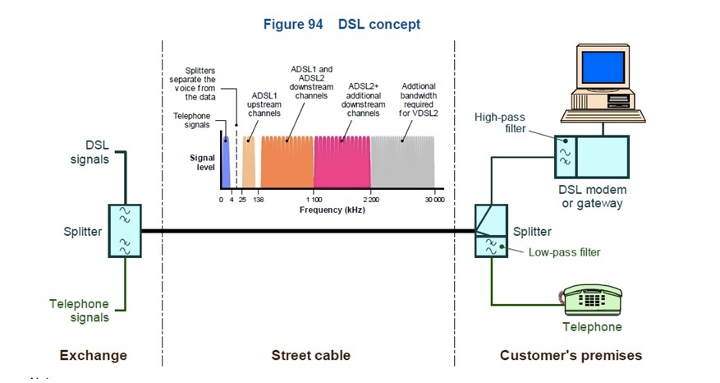 Figure 94 DSL concept
Splitters
separate the
voice from
the data
Telephone
signals
ADSL1
upstream
channels
ADSL1 and
ADSL2
downstream
channels
ADSL2+
additional
downstream
channels
Addtional
bandwidth
required
for VDSL2
Signal
level
0 4 25 138 1 100 2 200 30 000
Frequency (kHz)
DSL
signals
Splitter
Telephone
signals
High-pass
filter
DSL modem
or gateway
Splitter
Low-pass filter
Telephone
Exchange
Street cable
Customer's premises